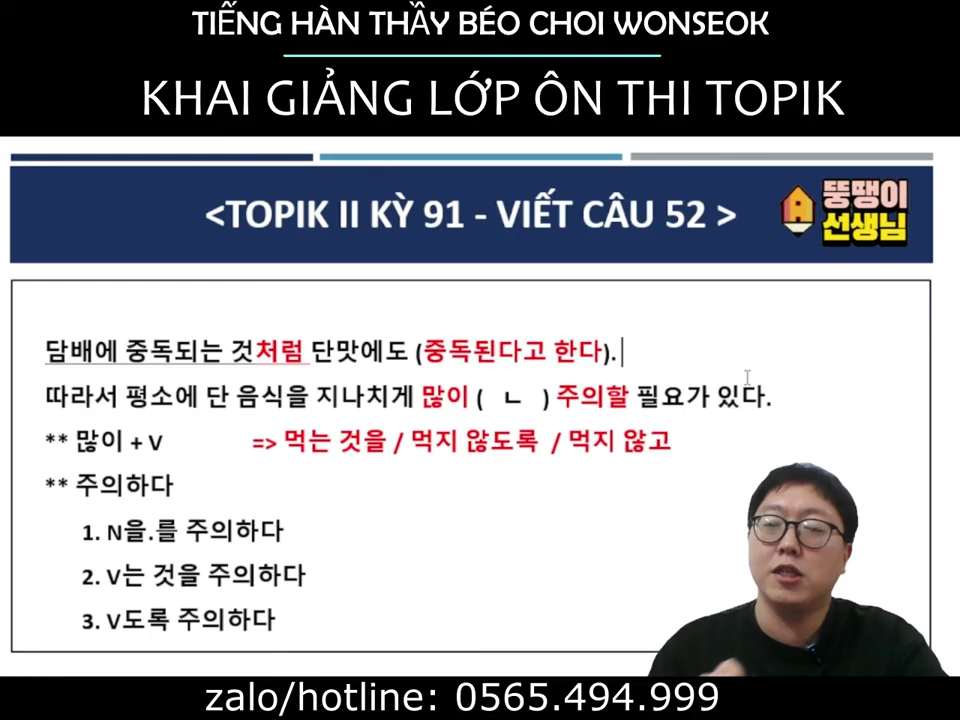 TIẾNG HÀN THẦY BÉO CHOI WONSEOK
KHAI GIẢNG LỚP ÔN THI TOPIK
<TOPIK II KỲ 91 - VIẾT CÂU 52 >
뚱땡이
선생님
담배에 중독되는 것처럼 단맛에도 (중독된다고 한다).
따라서 평소에 단 음식을 지나치게 많이 ( ㄴ ) 주의할 필요가 있다.
** 많이 + V => 먹는 것을 / 먹지 않도록 / 먹지 않고
** 주의하다
1. N을.를 주의하다
2. V는 것을 주의하다
3. V도록 주의하다
zalo/hotline: 0565.494.999